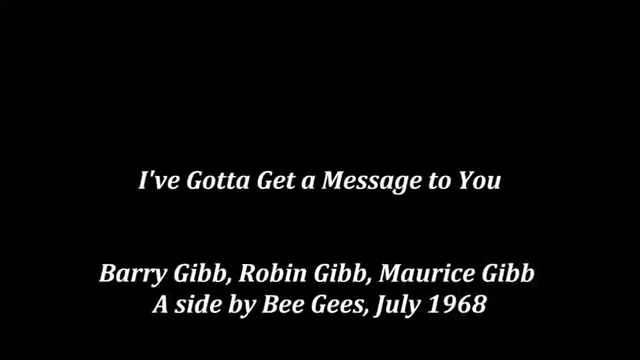 I've Gotta Get a Message to You
Barry Gibb, Robin Gibb, Maurice Gibb
A side by Bee Gees, July 1968